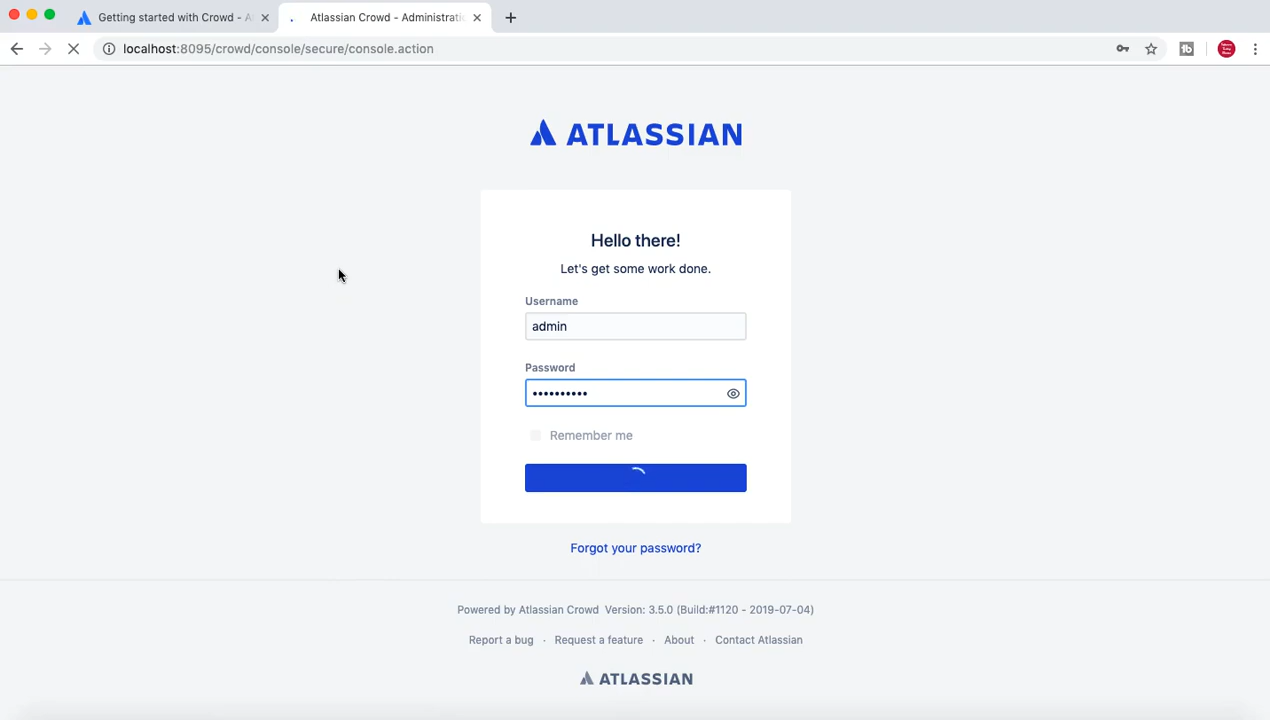 Getting started with Crowd - A
Atlassian Crowd - Administratio
localhost:8095/crowd/console/secure/console.action
ATLASSIAN
Hello there!
Let's get some work done.
Username
admin
Password
••••••••••
Remember me
Forgot your password?
Powered by Atlassian Crowd Version: 3.5.0 (Build:#1120 - 2019-07-04)
Report a bug · Request a feature · About · Contact Atlassian
ATLASSIAN